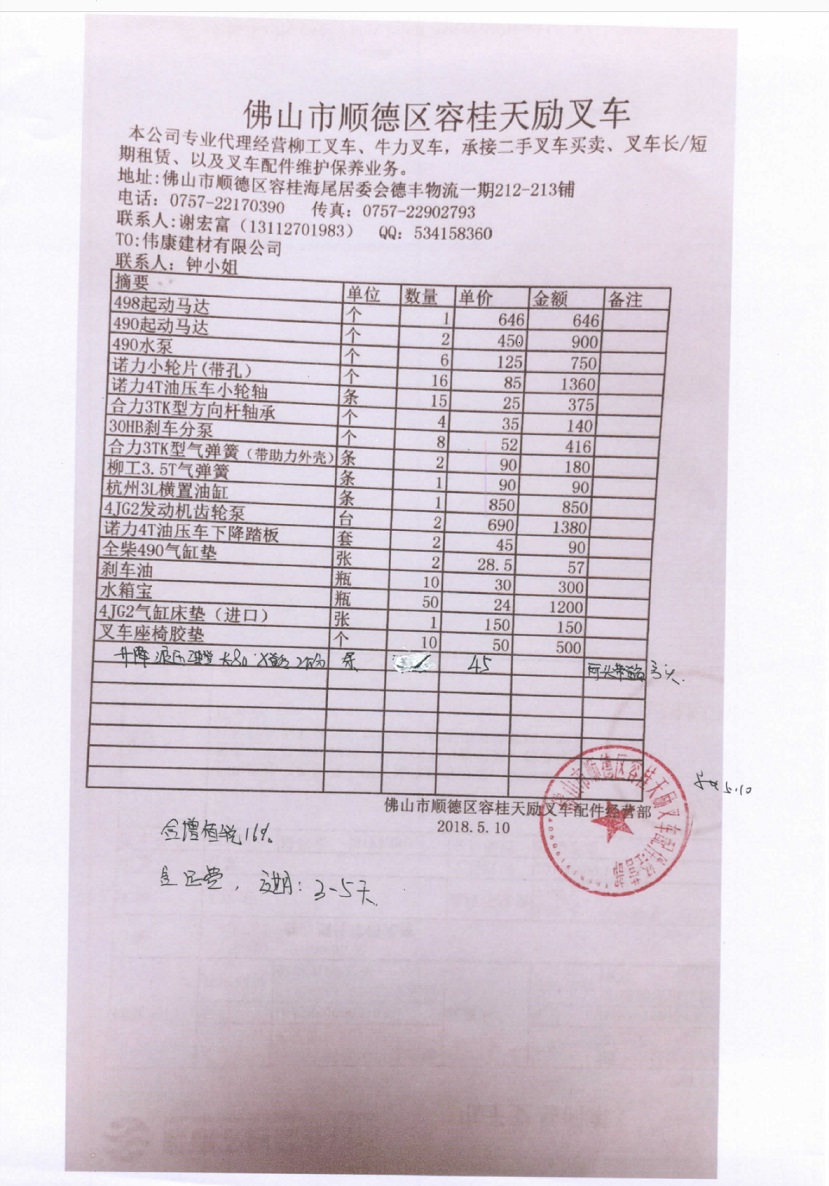 佛山市顺德区容桂天励叉车
本公司专业代理经营柳工叉车、牛力叉车，承接二手叉车买卖、叉车长/短
期租赁、以及叉车配件维护保养业务。
地址:佛山市顺德区容桂海尾居委会德丰物流一期212-213铺
电话：0757-22170390 传真：0757-22902793
联系人:谢宏富（13112701983） QQ：534158360
TO:伟康建材有限公司
联系人：钟小姐
摘要 单位 数量 单价 金额 备注
498起动马达 个 1 646 646
490起动马达 个 2 450 900
490水泵 个 6 125 750
诺力小轮片(带孔) 个 16 85 1360
诺力4T油压车小轮轴 条 15 25 375
合力3TK型方向杆轴承 个 4 35 140
30HB刹车分泵 个 8 52 416
合力3TK型气弹簧（带助力外壳） 条 2 90 180
柳工3.5T气弹簧 条 1 90 90
杭州3L横置油缸 条 1 850 850
4JG2发动机齿轮泵 台 2 690 1380
诺力4T油压车下降踏板 套 2 45 90
全柴490气缸垫 张 2 28.5 57
刹车油 瓶 10 30 300
水箱宝 瓶 50 24 1200
4JG2气缸床垫（进口） 张 1 150 150
叉车座椅胶垫 个 10 50 500
升降液压 条 45
佛山市顺德区容桂天励叉车配件经营部
2018.5.10
5.10
含增值税16%
含运费，交期：3-5天
佛山市顺德区容桂天励叉车配件经营部